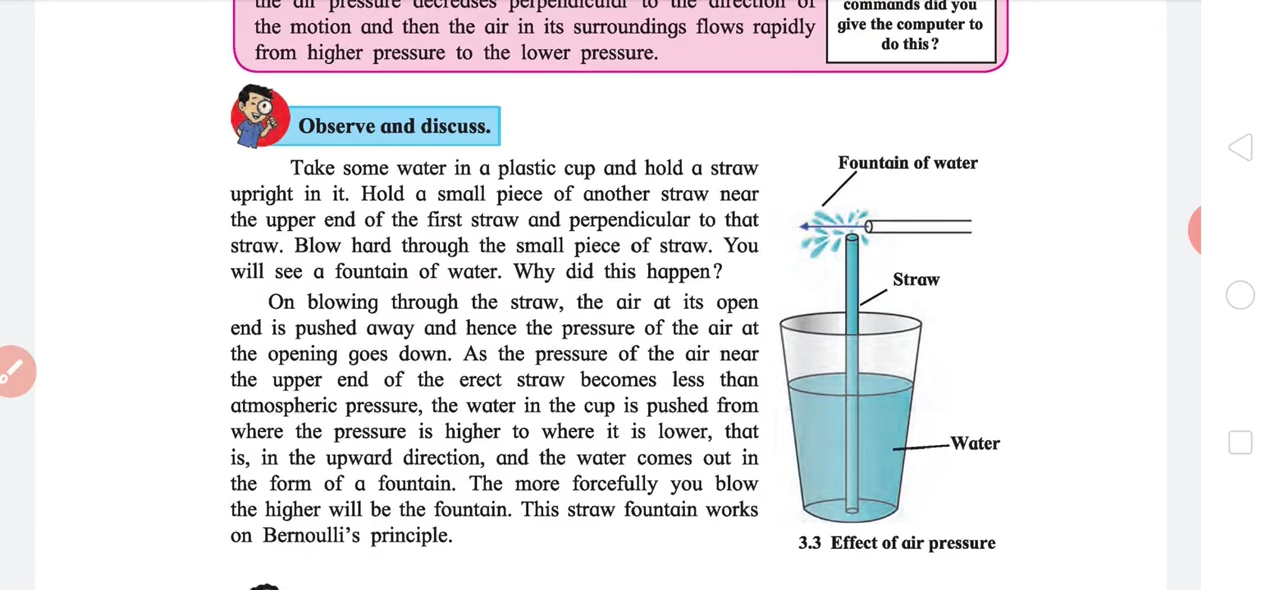 the air pressure decreases perpendicular to the direction of
the motion and then the air in its surroundings flows rapidly
from higher pressure to the lower pressure.
commands did you
give the computer to
do this?
Observe and discuss.
Take some water in a plastic cup and hold a straw
upright in it. Hold a small piece of another straw near
the upper end of the first straw and perpendicular to that
straw. Blow hard through the small piece of straw. You
will see a fountain of water. Why did this happen?
On blowing through the straw, the air at its open
end is pushed away and hence the pressure of the air at
the opening goes down. As the pressure of the air near
the upper end of the erect straw becomes less than
atmospheric pressure, the water in the cup is pushed from
where the pressure is higher to where it is lower, that
is, in the upward direction, and the water comes out in
the form of a fountain. The more forcefully you blow
the higher will be the fountain. This straw fountain works
on Bernoulli's principle.
Fountain of water
Straw
Water
3.3 Effect of air pressure